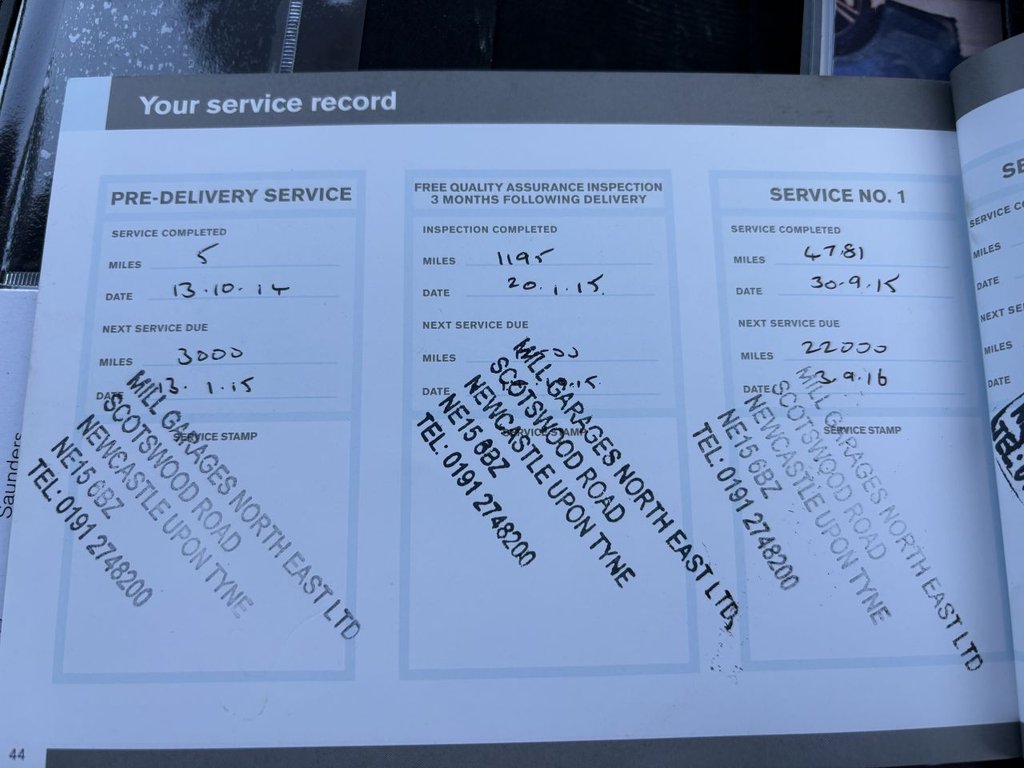 Your service record
PRE-DELIVERY SERVICE
SERVICE COMPLETED
MILES 5
DATE 13.10.14
NEXT SERVICE DUE
MILES 3000
DATE 13.1.15
SERVICE STAMP
MILL GARAGES NORTH EAST LTD
SCOTSWOOD ROAD
NEWCASTLE UPON TYNE
NE15 6BZ
TEL: 0191 2748200
FREE QUALITY ASSURANCE INSPECTION
3 MONTHS FOLLOWING DELIVERY
INSPECTION COMPLETED
MILES 1195
DATE 20.1.15.
NEXT SERVICE DUE
MILES
DATE
SERVICE STAMP
MILL GARAGES NORTH EAST LTD
SCOTSWOOD ROAD
NEWCASTLE UPON TYNE
NE15 6BZ
TEL: 0191 2748200
SERVICE NO. 1
SERVICE COMPLETED
MILES 4781
DATE 30.9.15
NEXT SERVICE DUE
MILES 22000
DATE 9.16
SERVICE STAMP
MILL GARAGES NORTH EAST LTD
SCOTSWOOD ROAD
NEWCASTLE UPON TYNE
NE15 6BZ
TEL: 0191 2748200
MILES
DATE
MILES
DATE
Saunders
44